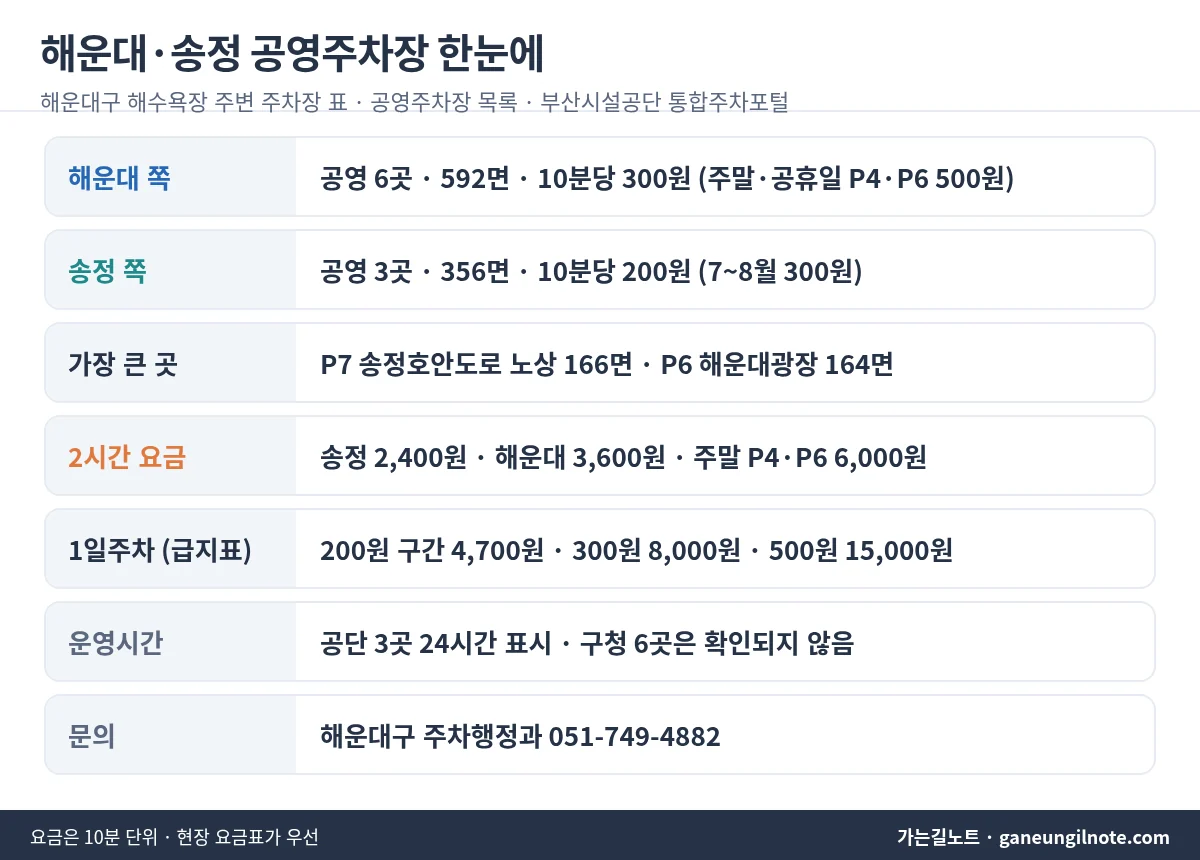 해운대·송정 공영주차장 한눈에
해운대구 해수욕장 주변 주차장 표 · 공영주차장 목록 · 부산시설공단 통합주차포털
해운대 쪽
공영 6곳 · 592면 · 10분당 300원 (주말·공휴일 P4·P6 500원)
송정 쪽
공영 3곳 · 356면 · 10분당 200원 (7~8월 300원)
가장 큰 곳
P7 송정호안도로 노상 166면 · P6 해운대광장 164면
2시간 요금
송정 2,400원 · 해운대 3,600원 · 주말 P4·P6 6,000원
1일주차 (급지표)
200원 구간 4,700원 · 300원 8,000원 · 500원 15,000원
운영시간
공단 3곳 24시간 표시 · 구청 6곳은 확인되지 않음
문의
해운대구 주차행정과 051-749-4882
요금은 10분 단위 · 현장 요금표가 우선
가는길노트 · ganeungilnote.com